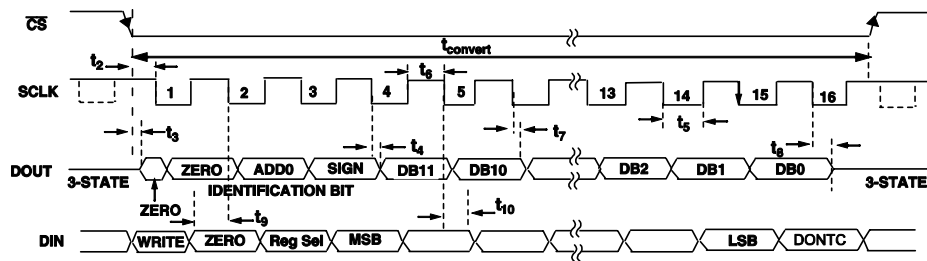 CS
tconvert
t2
t6
SCLK 1 2 3 4 5 13 14 15 16
t3 t4 t7 t5 t8
DOUT 3-STATE ZERO ADD0 SIGN DB11 DB10 DB2 DB1 DB0 3-STATE
IDENTIFICATION BIT
ZERO t9 t10
DIN WRITE ZERO Reg Sel MSB LSB DONTC